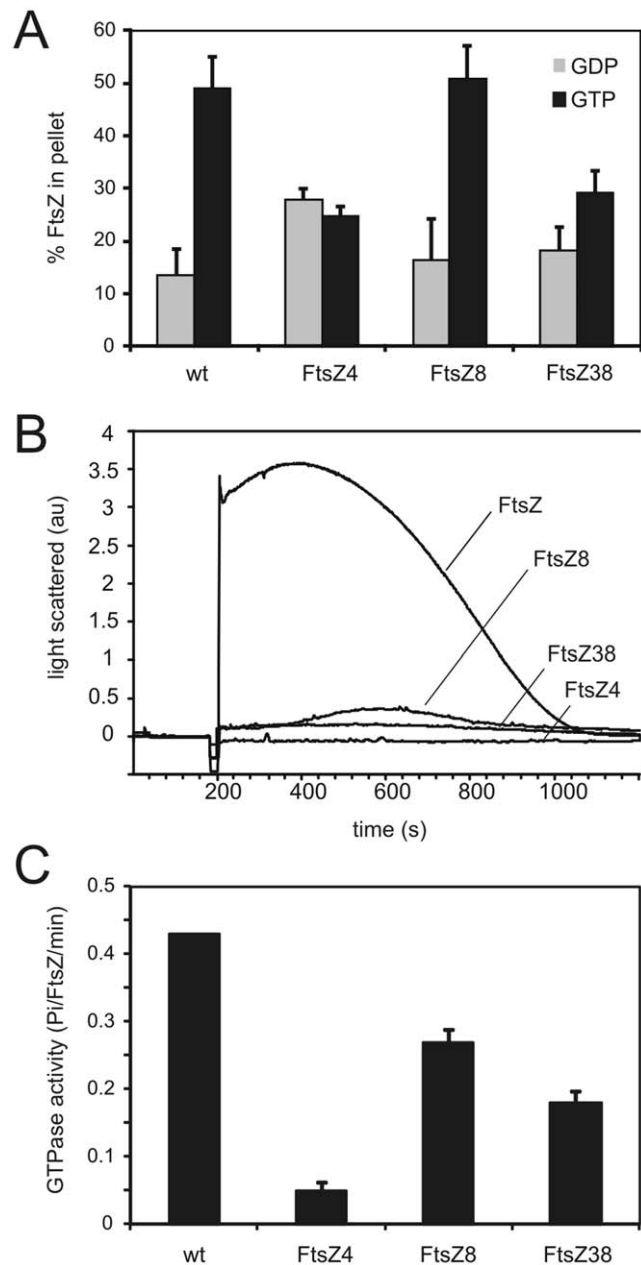 A
60
50
40
30
20
10
0
% FtsZ in pellet
GDP
GTP
wt FtsZ4 FtsZ8 FtsZ38
B
4
3.5
3
2.5
2
1.5
1
0.5
0
light scattered (au)
FtsZ
FtsZ8
FtsZ38
FtsZ4
200 400 600 800 1000
time (s)
C
0.5
0.4
0.3
0.2
0.1
0
GTPase activity (Pi/FtsZ/min)
wt FtsZ4 FtsZ8 FtsZ38